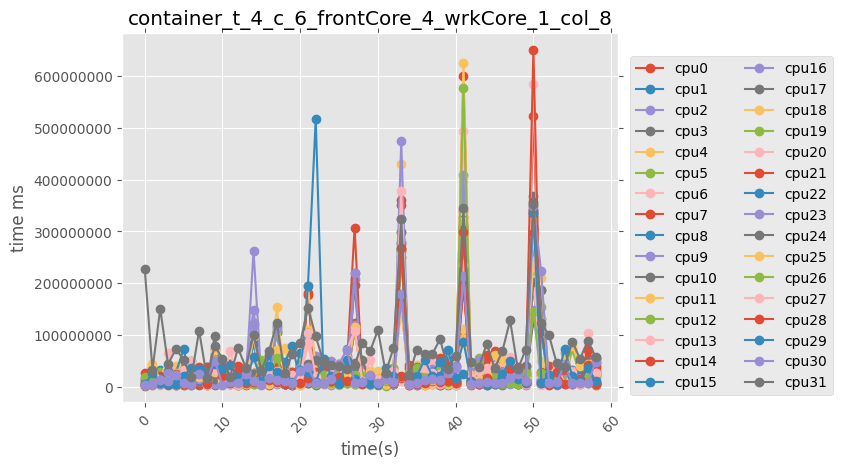 container_t_4_c_6_frontCore_4_wrkCore_1_col_8
time ms
600000000
500000000
400000000
300000000
200000000
100000000
0
0
10
20
30
40
50
60
time(s)
cpu0
cpu1
cpu2
cpu3
cpu4
cpu5
cpu6
cpu7
cpu8
cpu9
cpu10
cpu11
cpu12
cpu13
cpu14
cpu15
cpu16
cpu17
cpu18
cpu19
cpu20
cpu21
cpu22
cpu23
cpu24
cpu25
cpu26
cpu27
cpu28
cpu29
cpu30
cpu31